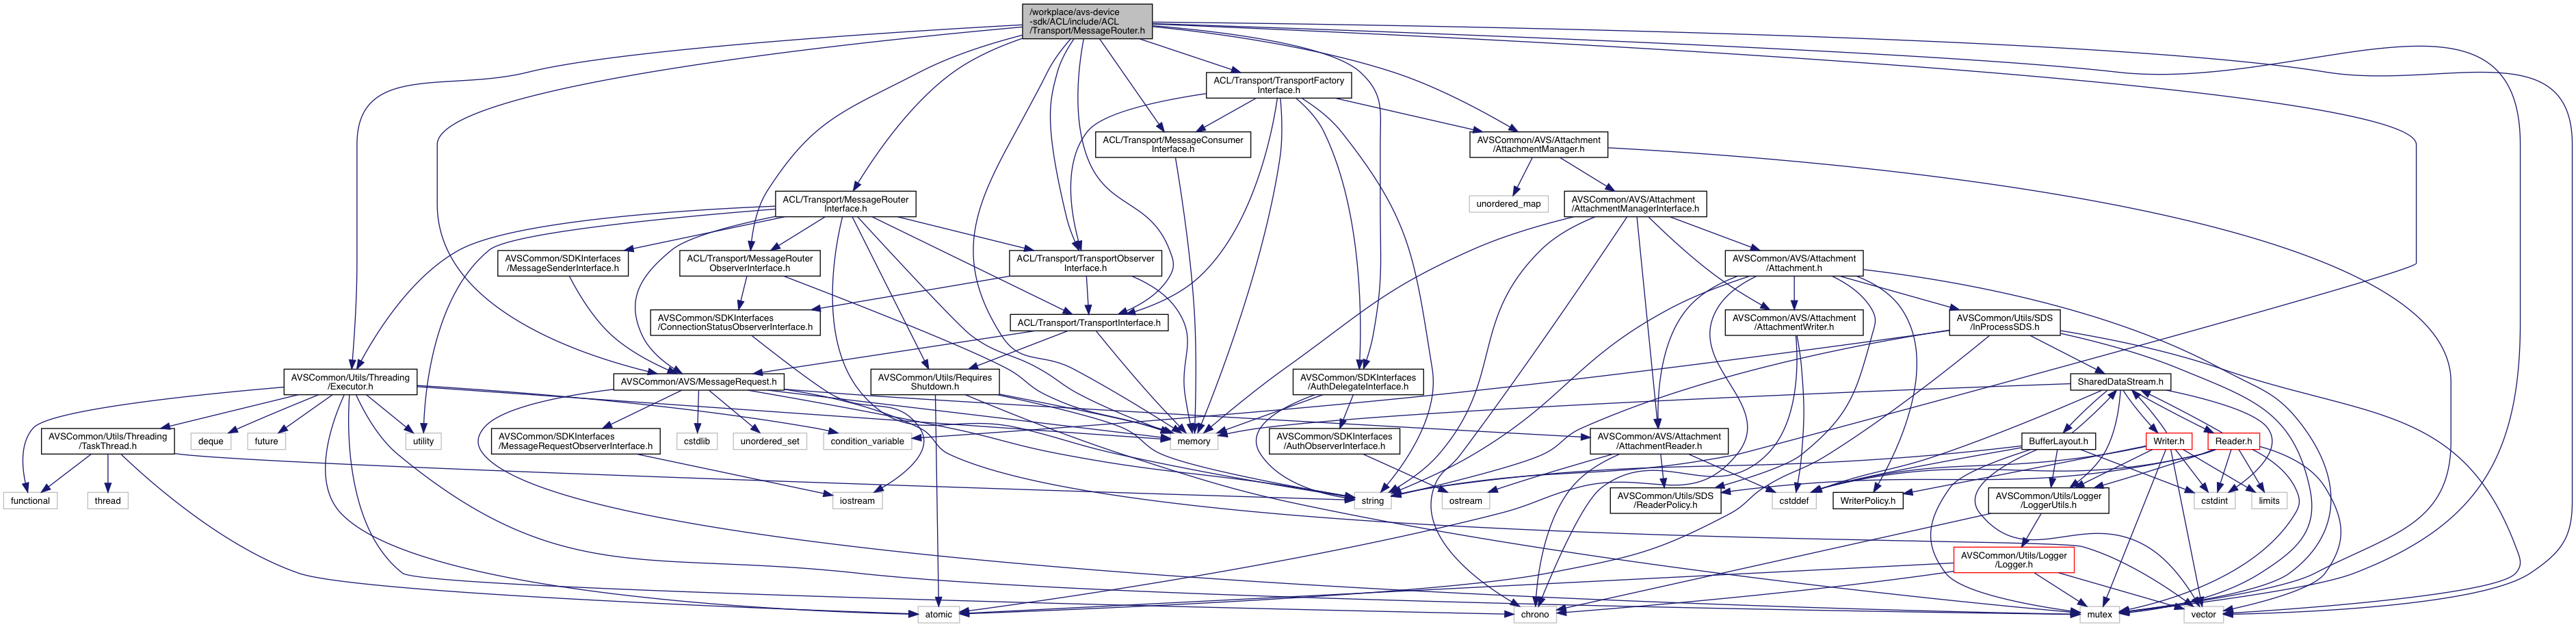 /workplace/avs-device
-sdk/ACL/include/ACL
/Transport/MessageRouter.h
ACL/Transport/TransportFactory
Interface.h
ACL/Transport/MessageConsumer
Interface.h
AVSCommon/AVS/Attachment
/AttachmentManager.h
ACL/Transport/MessageRouter
Interface.h
unordered_map
AVSCommon/AVS/Attachment
/AttachmentManagerInterface.h
AVSCommon/SDKInterfaces
/MessageSenderInterface.h
ACL/Transport/MessageRouter
ObserverInterface.h
ACL/Transport/TransportObserver
Interface.h
AVSCommon/AVS/Attachment
/Attachment.h
AVSCommon/SDKInterfaces
/ConnectionStatusObserverInterface.h
ACL/Transport/TransportInterface.h
AVSCommon/AVS/Attachment
/AttachmentWriter.h
AVSCommon/Utils/SDS
/InProcessSDS.h
AVSCommon/Utils/Threading
/Executor.h
AVSCommon/AVS/MessageRequest.h
AVSCommon/Utils/Requires
Shutdown.h
AVSCommon/SDKInterfaces
/AuthDelegateInterface.h
SharedDataStream.h
AVSCommon/Utils/Threading
/TaskThread.h
deque
future
utility
AVSCommon/SDKInterfaces
/MessageRequestObserverInterface.h
cstdlib
unordered_set
condition_variable
memory
AVSCommon/SDKInterfaces
/AuthObserverInterface.h
AVSCommon/AVS/Attachment
/AttachmentReader.h
BufferLayout.h
Writer.h
Reader.h
functional
thread
iostream
string
ostream
AVSCommon/Utils/SDS
/ReaderPolicy.h
cstddef
WriterPolicy.h
AVSCommon/Utils/Logger
/LoggerUtils.h
cstdint
limits
AVSCommon/Utils/Logger
/Logger.h
atomic
chrono
mutex
vector